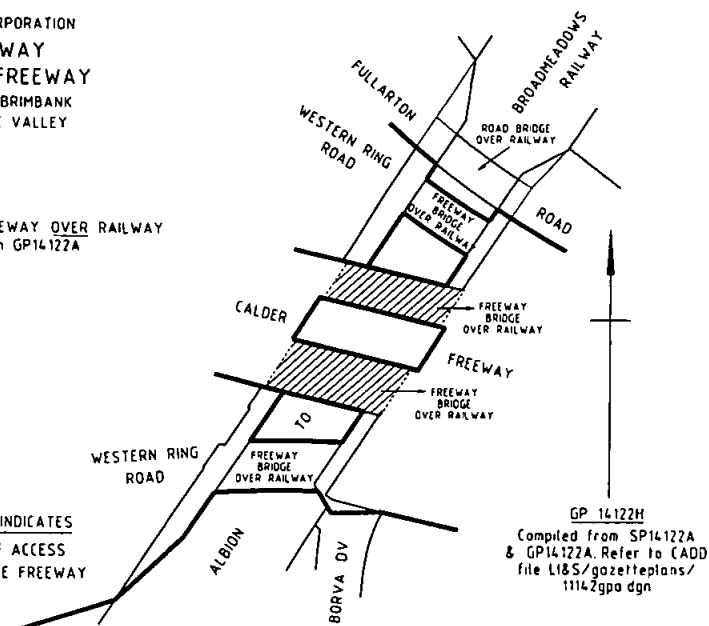 RPORATION
WAY
FREEWAY
BRIMBANK
VALLEY
EWAY OVER RAILWAY
GP14122A
INDICATES
ACCESS
FREEWAY
FULLARTON
ROAD
BROADMEADOWS
RAILWAY
ROAD BRIDGE
OVER RAILWAY
WESTERN RING
ROAD
FREEWAY
BRIDGE
OVER RAILWAY
CALDER
FREEWAY
FREEWAY
BRIDGE
OVER RAILWAY
FREEWAY
BRIDGE
OVER RAILWAY
TO
WESTERN RING
ROAD
FREEWAY
BRIDGE
OVER RAILWAY
ALBION
BORVA DV
GP 14122H
Compiled from SP14122A
& GP14122A. Refer to CADD
file L1&S/gazetteplans/
11142gpa dgn